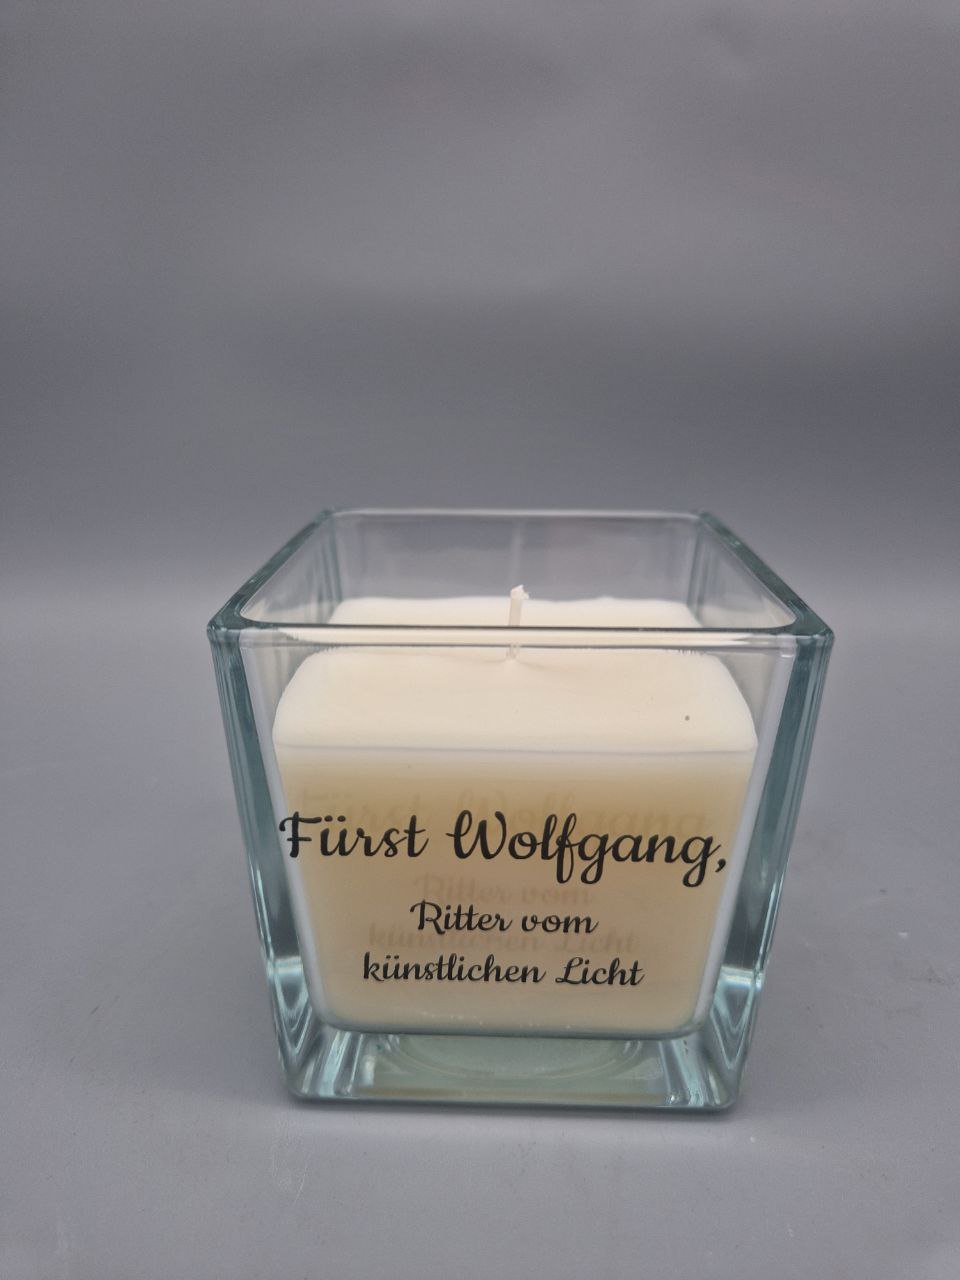 Fürst Wolfgang,
Ritter vom
künstlichen Licht